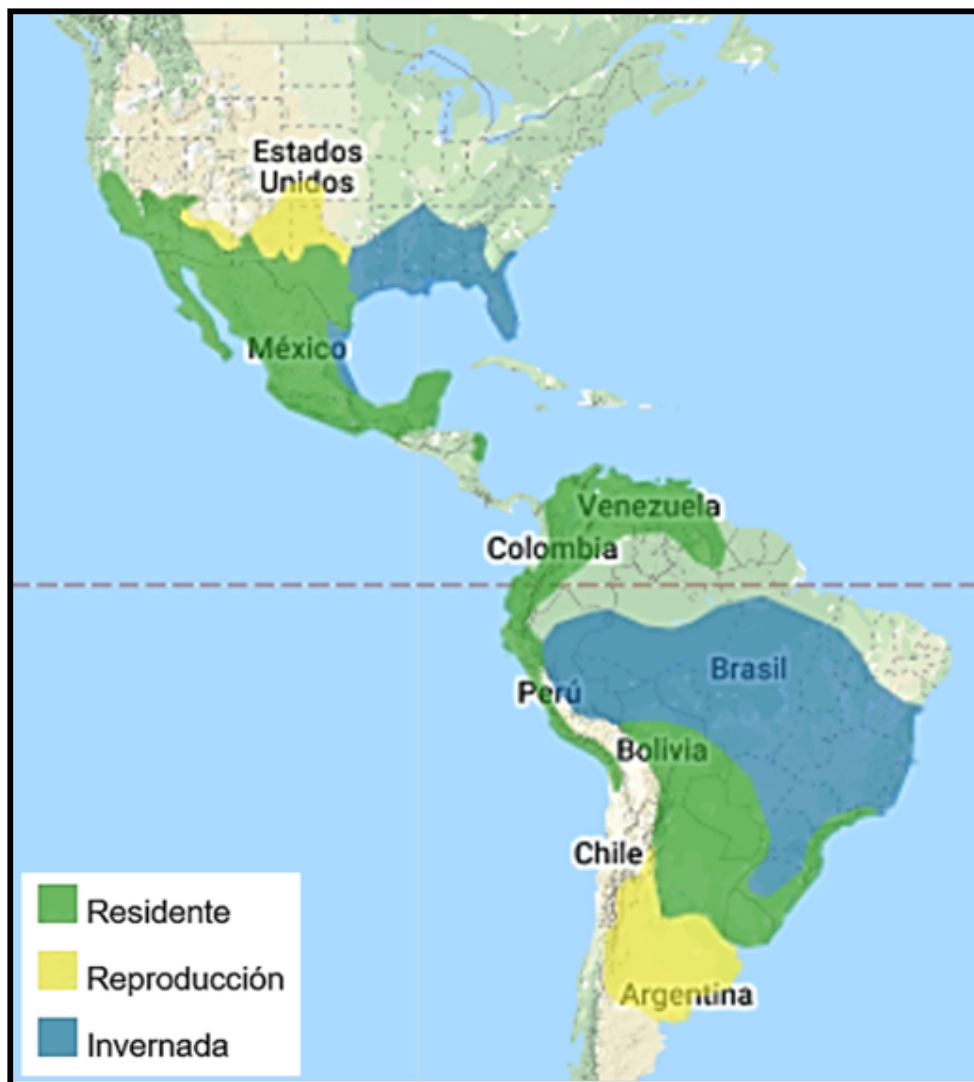 Estados
Unidos
México
Venezuela
Colombia
Brasil
Perú
Bolivia
Chile
Argentina
Residente
Reproducción
Invernada